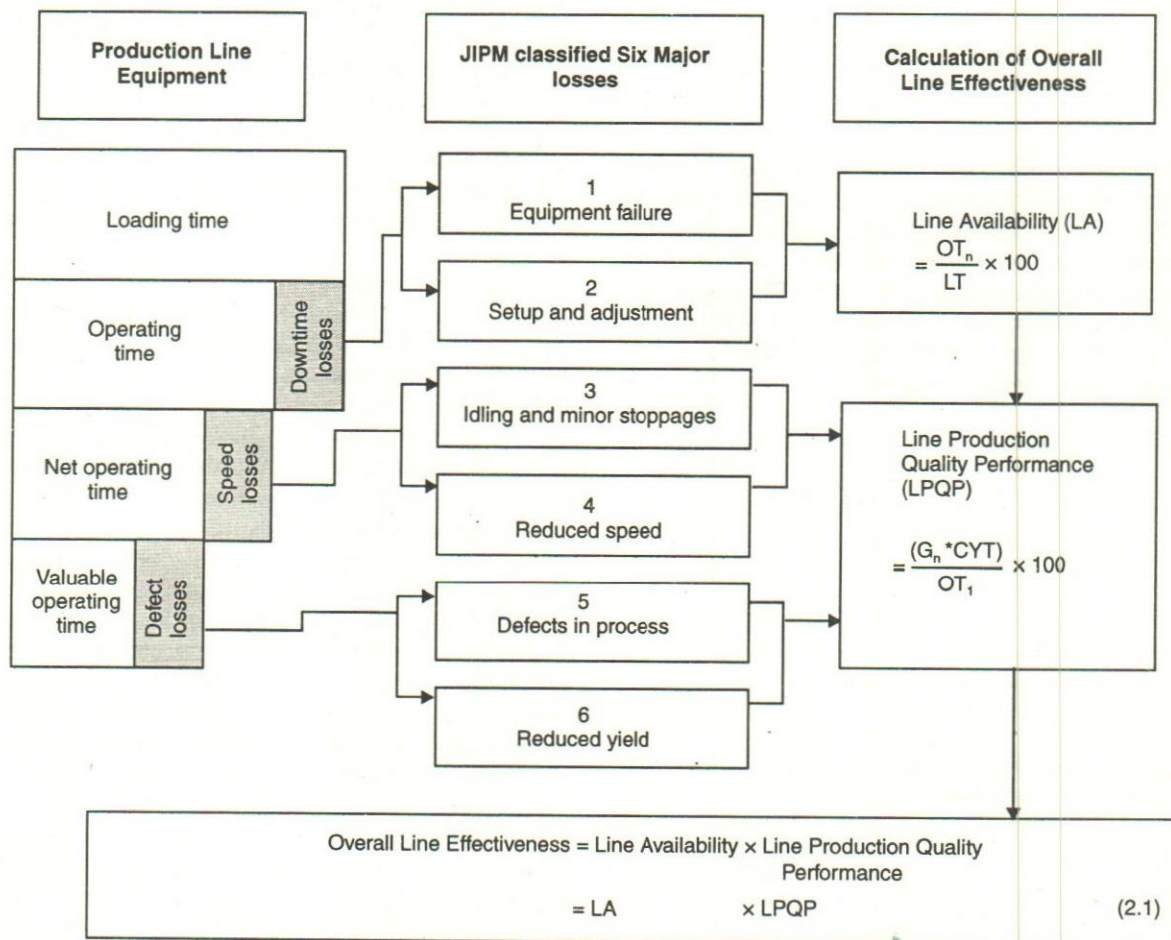 Production Line
Equipment
JIPM classified Six Major
losses
Calculation of Overall
Line Effectiveness
Loading time
Operating
time
Downtime
losses
Net operating
time
Speed
losses
Valuable
operating
time
Defect
losses
1
Equipment failure
2
Setup and adjustment
3
Idling and minor stoppages
4
Reduced speed
5
Defects in process
6
Reduced yield
Line Availability (LA)
= OTₙ / LT × 100
Line Production
Quality Performance
(LPQP)
= (Gₙ *CYT) / OT₁ × 100
Overall Line Effectiveness = Line Availability × Line Production Quality
Performance
= LA × LPQP (2.1)